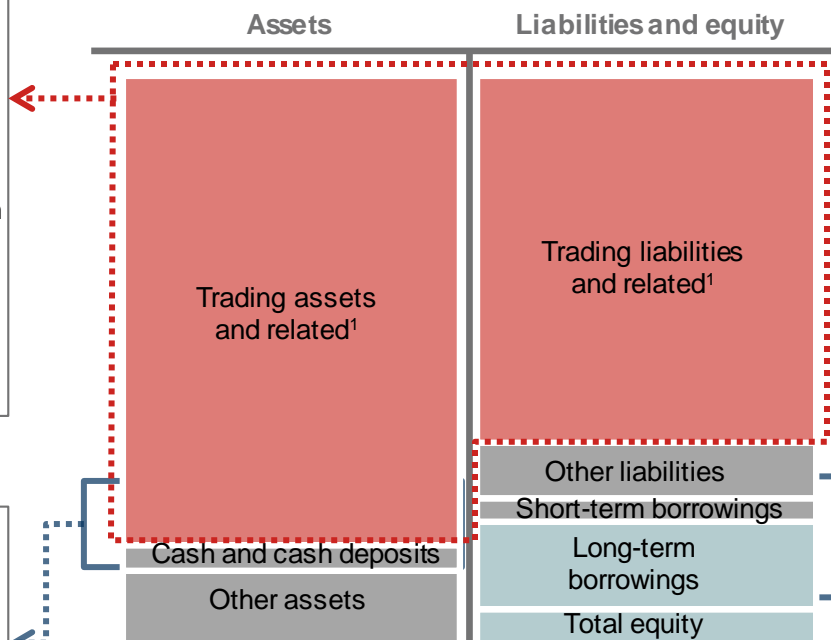 Assets
Liabilities and equity
Trading assets
and related¹
Cash and cash deposits
Other assets
Trading liabilities
and related¹
Other liabilities
Short-term borrowings
Long-term
borrowings
Total equity